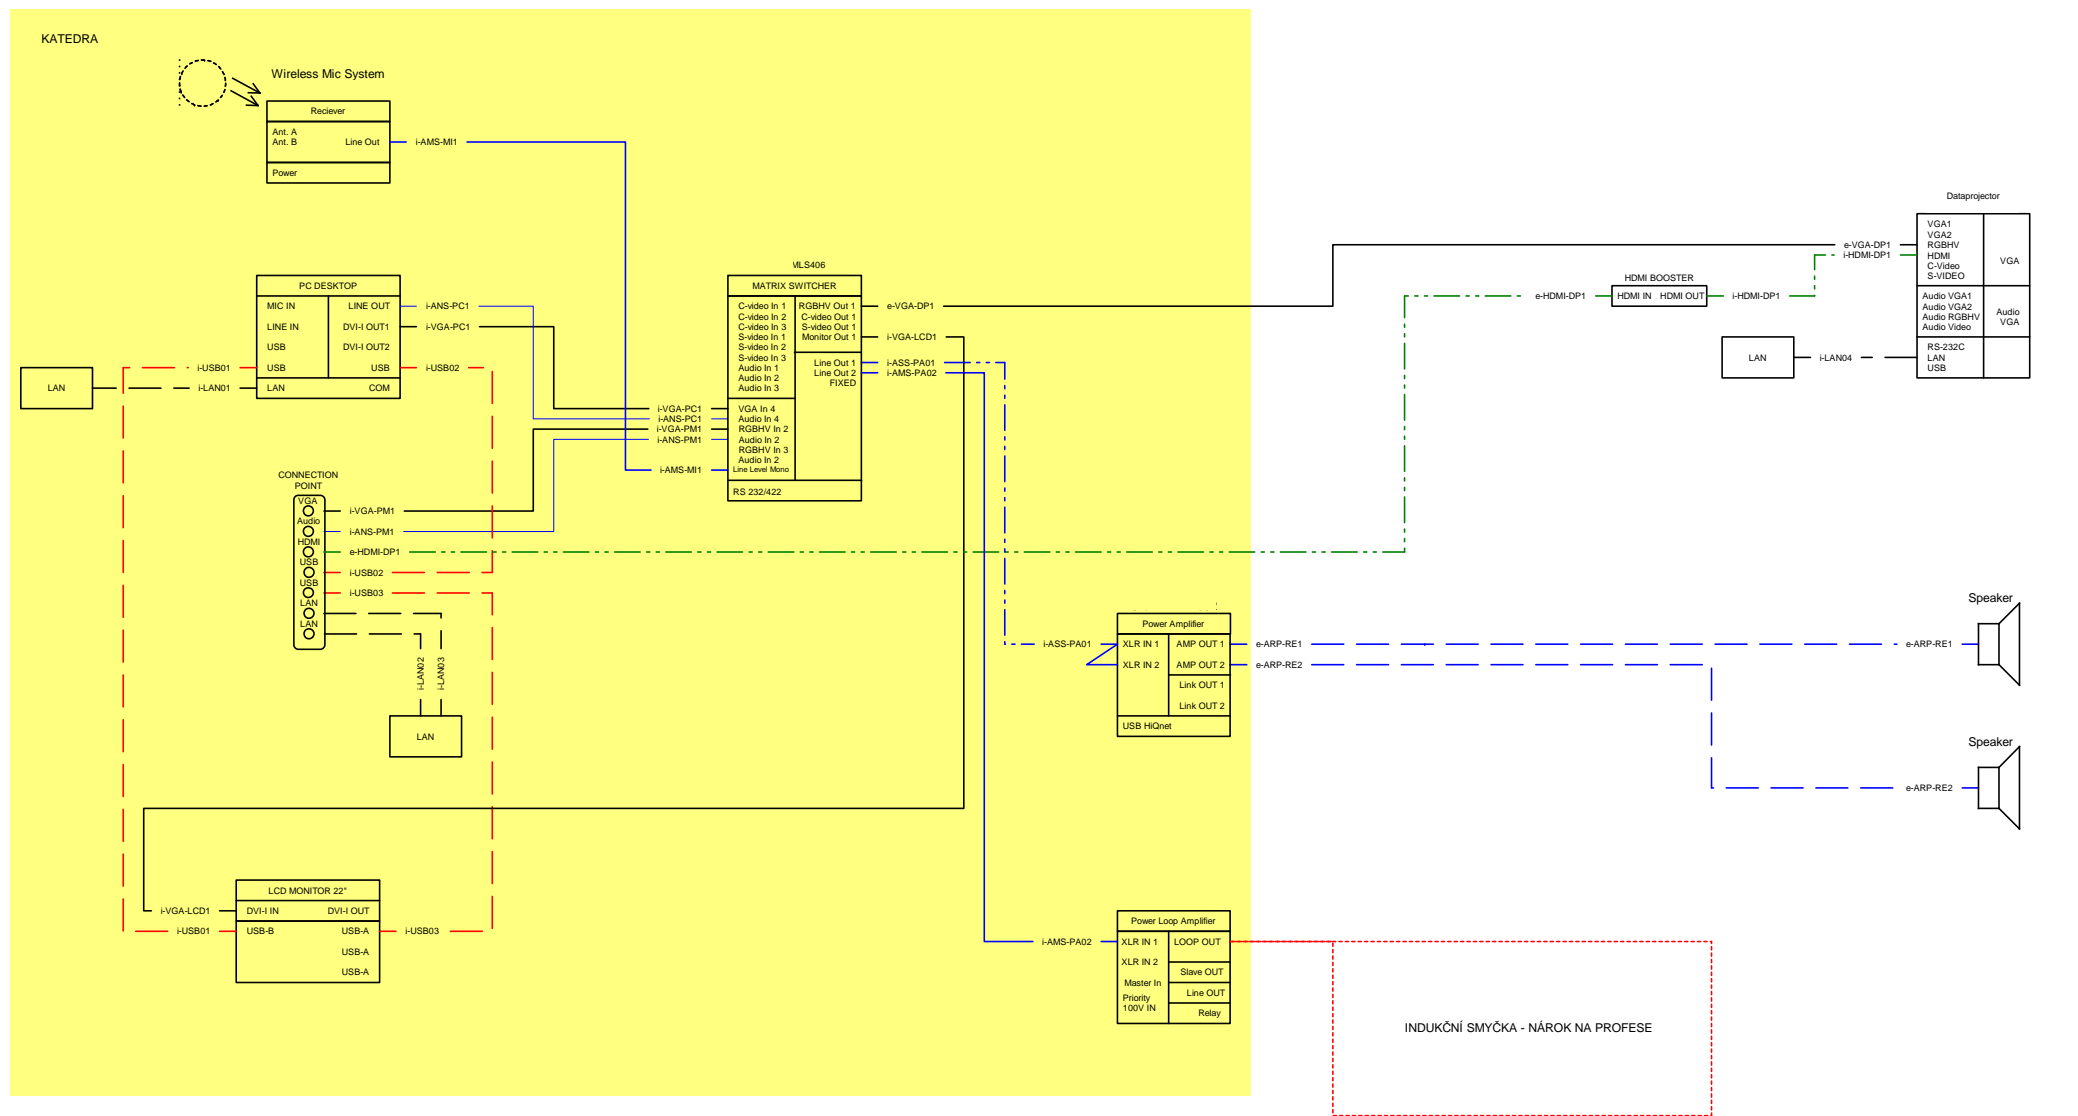 KATEDRA
Wireless Mic System
Reciever
Ant. A
Ant. B
Line Out
i-AMS-MI1
Power
Dataprojector
VGA1
VGA2
RGBHV
HDMI
C-Video
S-VIDEO
VGA
Audio VGA1
Audio VGA2
Audio RGBHV
Audio Video
Audio
VGA
RS-232C
LAN
USB
e-VGA-DP1
i-HDMI-DP1
HDMI BOOSTER
HDMI IN HDMI OUT
e-HDMI-DP1
i-HDMI-DP1
LAN
i-LAN04
MLS406
MATRIX SWITCHER
C-video In 1
C-video In 2
C-video In 3
S-video In 1
S-video In 2
S-video In 3
Audio In 1
Audio In 2
Audio In 3
RGBHV Out 1
C-video Out 1
S-video Out 1
Monitor Out 1
Line Out 1
Line Out 2
FIXED
VGA In 4
Audio In 4
RGBHV In 2
Audio In 2
RGBHV In 3
Audio In 2
Line Level Mono
RS 232/422
e-VGA-DP1
i-VGA-LCD1
i-ASS-PA01
i-AMS-PA02
i-VGA-PC1
i-ANS-PC1
i-VGA-PM1
i-ANS-PM1
i-AMS-MI1
PC DESKTOP
MIC IN
LINE IN
USB
USB
LAN
LINE OUT
DVI-I OUT1
DVI-I OUT2
USB
COM
i-ANS-PC1
i-VGA-PC1
i-USB02
i-USB01
i-LAN01
LAN
CONNECTION
POINT
VGA
Audio
HDMI
USB
USB
LAN
LAN
i-VGA-PM1
i-ANS-PM1
e-HDMI-DP1
i-USB02
i-USB03
i-LAN02
i-LAN03
LAN
Power Amplifier
XLR IN 1
XLR IN 2
AMP OUT 1
AMP OUT 2
Link OUT 1
Link OUT 2
USB HiQnet
i-ASS-PA01
e-ARP-RE1
e-ARP-RE2
Speaker
e-ARP-RE1
Speaker
e-ARP-RE2
LCD MONITOR 22"
DVI-I IN
DVI-I OUT
USB-B
USB-A
USB-A
USB-A
i-VGA-LCD1
i-USB01
i-USB03
Power Loop Amplifier
XLR IN 1
XLR IN 2
Master In
Priority
100V IN
LOOP OUT
Slave OUT
Line OUT
Relay
i-AMS-PA02
INDUKČNÍ SMYČKA - NÁROK NA PROFESE